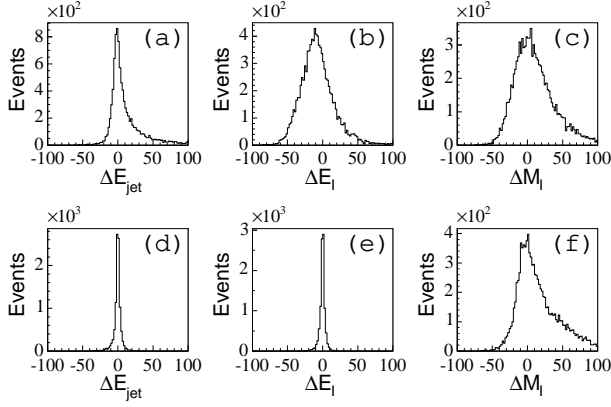 ×10² ×10² ×10²
Events 8 6 4 2 0 (a) Events 4 3 2 1 0 (b) Events 3 2 1 0 (c)
-100 -50 0 50 100 -100 -50 0 50 100 -100 -50 0 50 100
ΔE_jet ΔE_l ΔM_l
×10³ ×10³ ×10²
Events 2 1 0 (d) Events 3 2 1 0 (e) Events 4 3 2 1 0 (f)
-100 -50 0 50 100 -100 -50 0 50 100 -100 -50 0 50 100
ΔE_jet ΔE_l ΔM_l